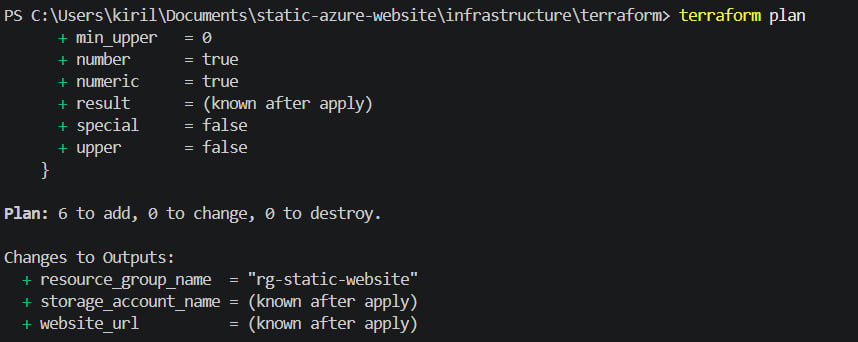 PS C:\Users\kiril\Documents\static-azure-website\infrastructure\terraform> terraform plan
      + min_upper   = 0
      + number      = true
      + numeric     = true
      + result      = (known after apply)
      + special     = false
      + upper       = false
    }
Plan: 6 to add, 0 to change, 0 to destroy.
Changes to Outputs:
  + resource_group_name  = "rg-static-website"
  + storage_account_name = (known after apply)
  + website_url          = (known after apply)